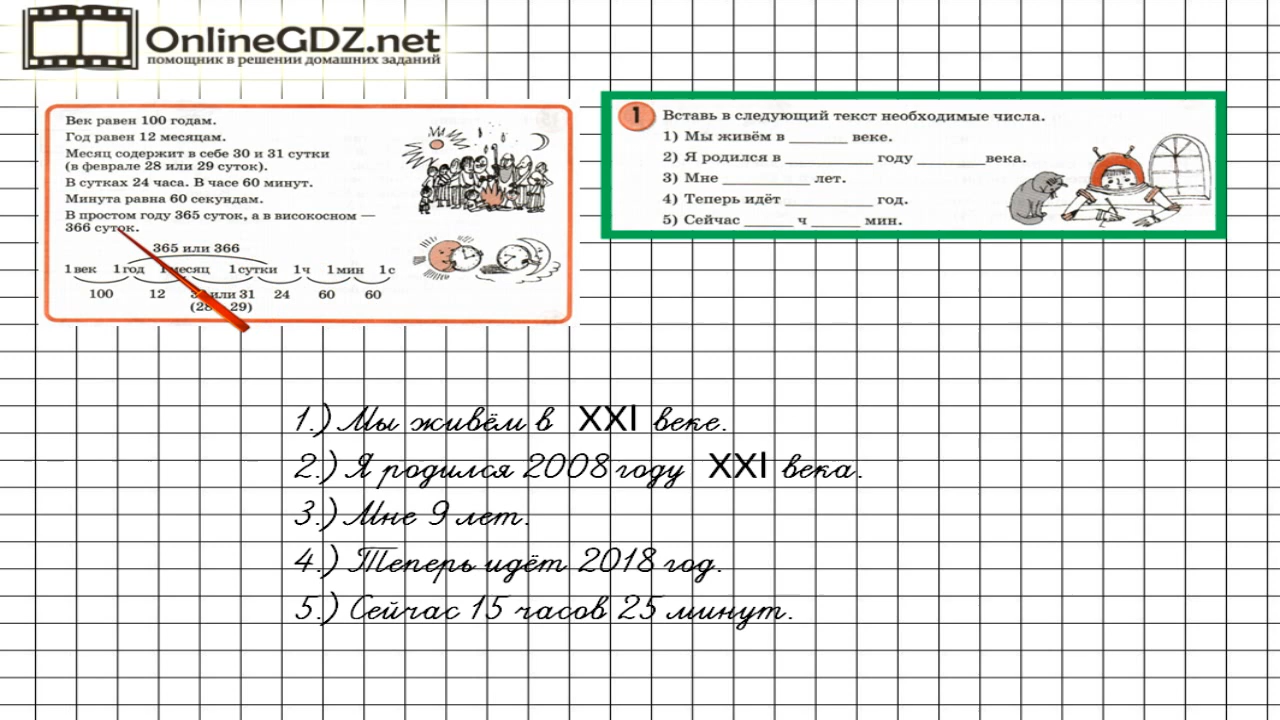 OnlineGDZ.net
помощник в решении домашних заданий
Век равен 100 годам.
Год равен 12 месяцам.
Месяц содержит в себе 30 и 31 сутки
(в феврале 28 или 29 суток).
В сутках 24 часа. В часе 60 минут.
Минута равна 60 секундам.
В простом году 365 суток, а в високосном —
366 суток.
365 или 366
1 век 1 год 1 месяц 1 сутки 1 ч 1 мин 1 с
100 12 или 31 24 60 60
(28 29)
1 Вставь в следующий текст необходимые числа.
1) Мы живём в ______ веке.
2) Я родился в _________ году _______ века.
3) Мне _________ лет.
4) Теперь идёт _________ год.
5) Сейчас _____ ч _____ мин.
1.) Мы живём в XXI веке.
2.) Я родился 2008 году XXI века.
3.) Мне 9 лет.
4.) Теперь идёт 2018 год.
5.) Сейчас 15 часов 25 минут.